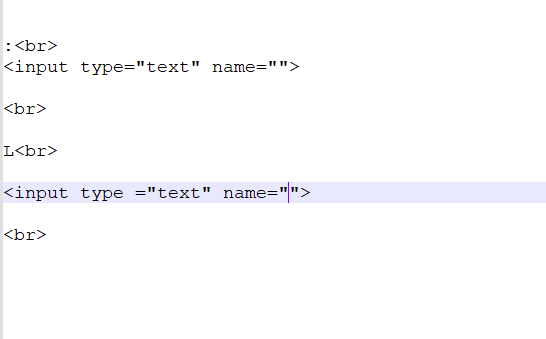 :<br>
<input type="text" name="">
<br>
L<br>
<input type ="text" name="">
<br>